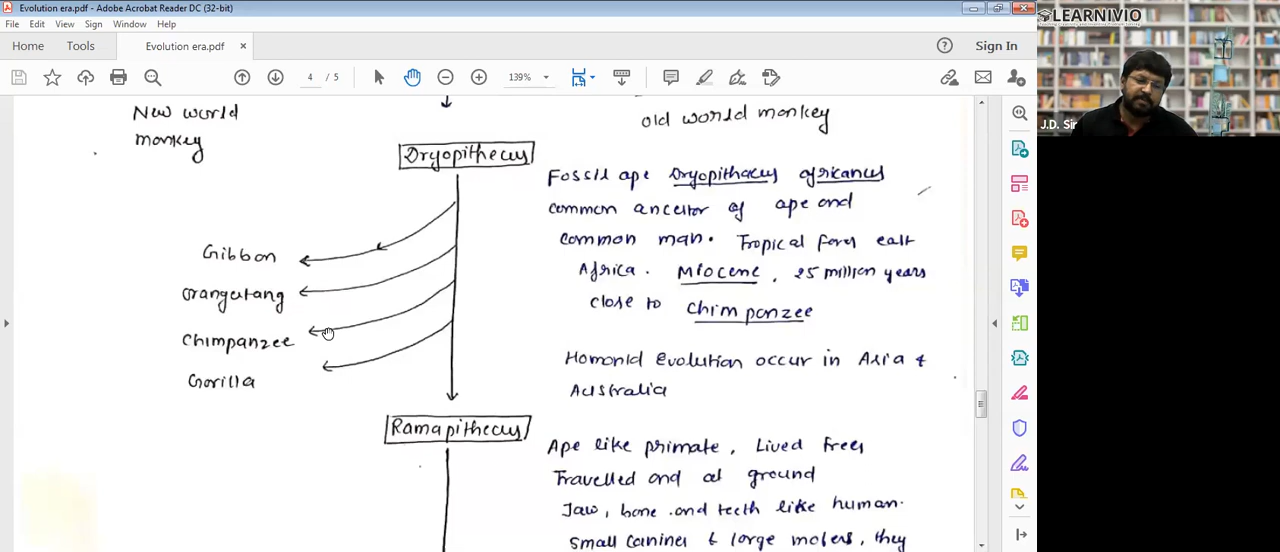 Evolution era.pdf - Adobe Acrobat Reader DC (32-bit)
File Edit View Sign Window Help
Home Tools Evolution era.pdf × Sign In
4 / 5 139%
LEARNIVIO
J.D. Sir
New world
monkey
old world monkey
Dryopithecus
Fossil ape Dryopithacus africanus
common ancestor of ape and
common man. Tropical fores east
Africa. Miocene, 25 million years
close to Chimpanzee
Gibbon
Orangutang
Chimpanzee
Gorilla
Homonid evolution occur in Asia &
Australia
Ramapithecus
Ape like primate, Lived Trees
Travelled and at ground
Jaw, bone and teeth like human.
small canines & large molers, they